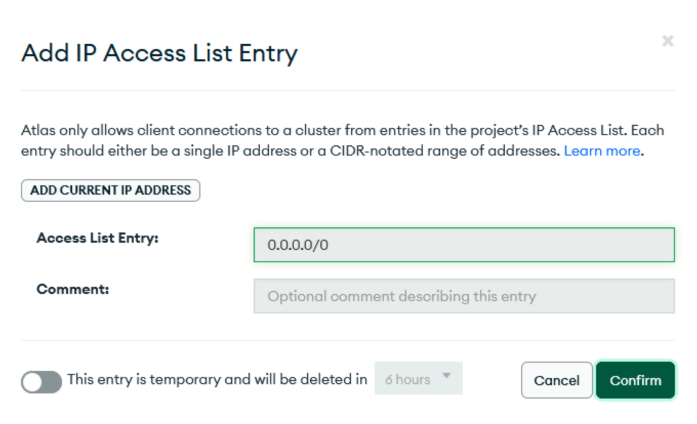 Add IP Access List Entry
Atlas only allows client connections to a cluster from entries in the project's IP Access List. Each
entry should either be a single IP address or a CIDR-notated range of addresses. Learn more.
ADD CURRENT IP ADDRESS
Access List Entry:
0.0.0.0/0
Comment:
Optional comment describing this entry
This entry is temporary and will be deleted in 6 hours
Cancel
Confirm